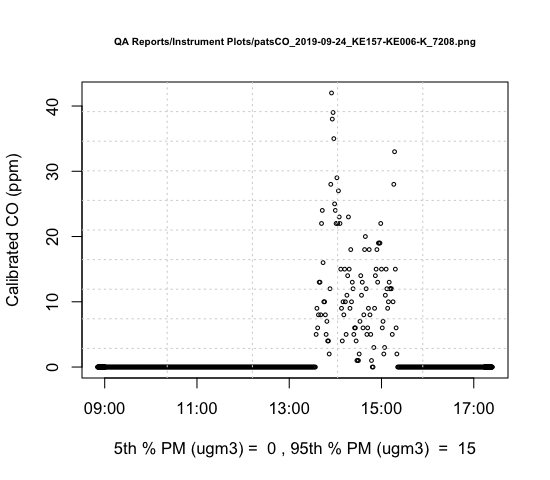 QA Reports/Instrument Plots/patsCO_2019-09-24_KE157-KE006-K_7208.png
Calibrated CO (ppm)
40
30
20
10
0
09:00 11:00 13:00 15:00 17:00
5th % PM (ugm3) = 0 , 95th % PM (ugm3) = 15